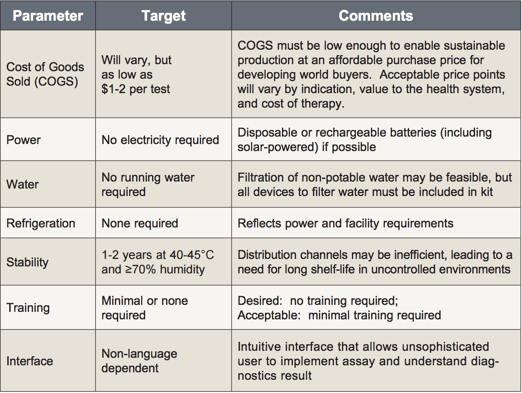 Parameter
Target
Comments
Cost of Goods
Sold (COGS)
Will vary, but
as low as
$1-2 per test
COGS must be low enough to enable sustainable
production at an affordable purchase price for
developing world buyers. Acceptable price points
will vary by indication, value to the health system,
and cost of therapy.
Power
No electricity required
Disposable or rechargeable batteries (including
solar-powered) if possible
Water
No running water
required
Filtration of non-potable water may be feasible, but
all devices to filter water must be included in kit
Refrigeration
None required
Reflects power and facility requirements
Stability
1-2 years at 40-45°C
and ≥70% humidity
Distribution channels may be inefficient, leading to a
need for long shelf-life in uncontrolled environments
Training
Minimal or none
required
Desired: no training required;
Acceptable: minimal training required
Interface
Non-language
dependent
Intuitive interface that allows unsophisticated
user to implement assay and understand diag-
nostics result